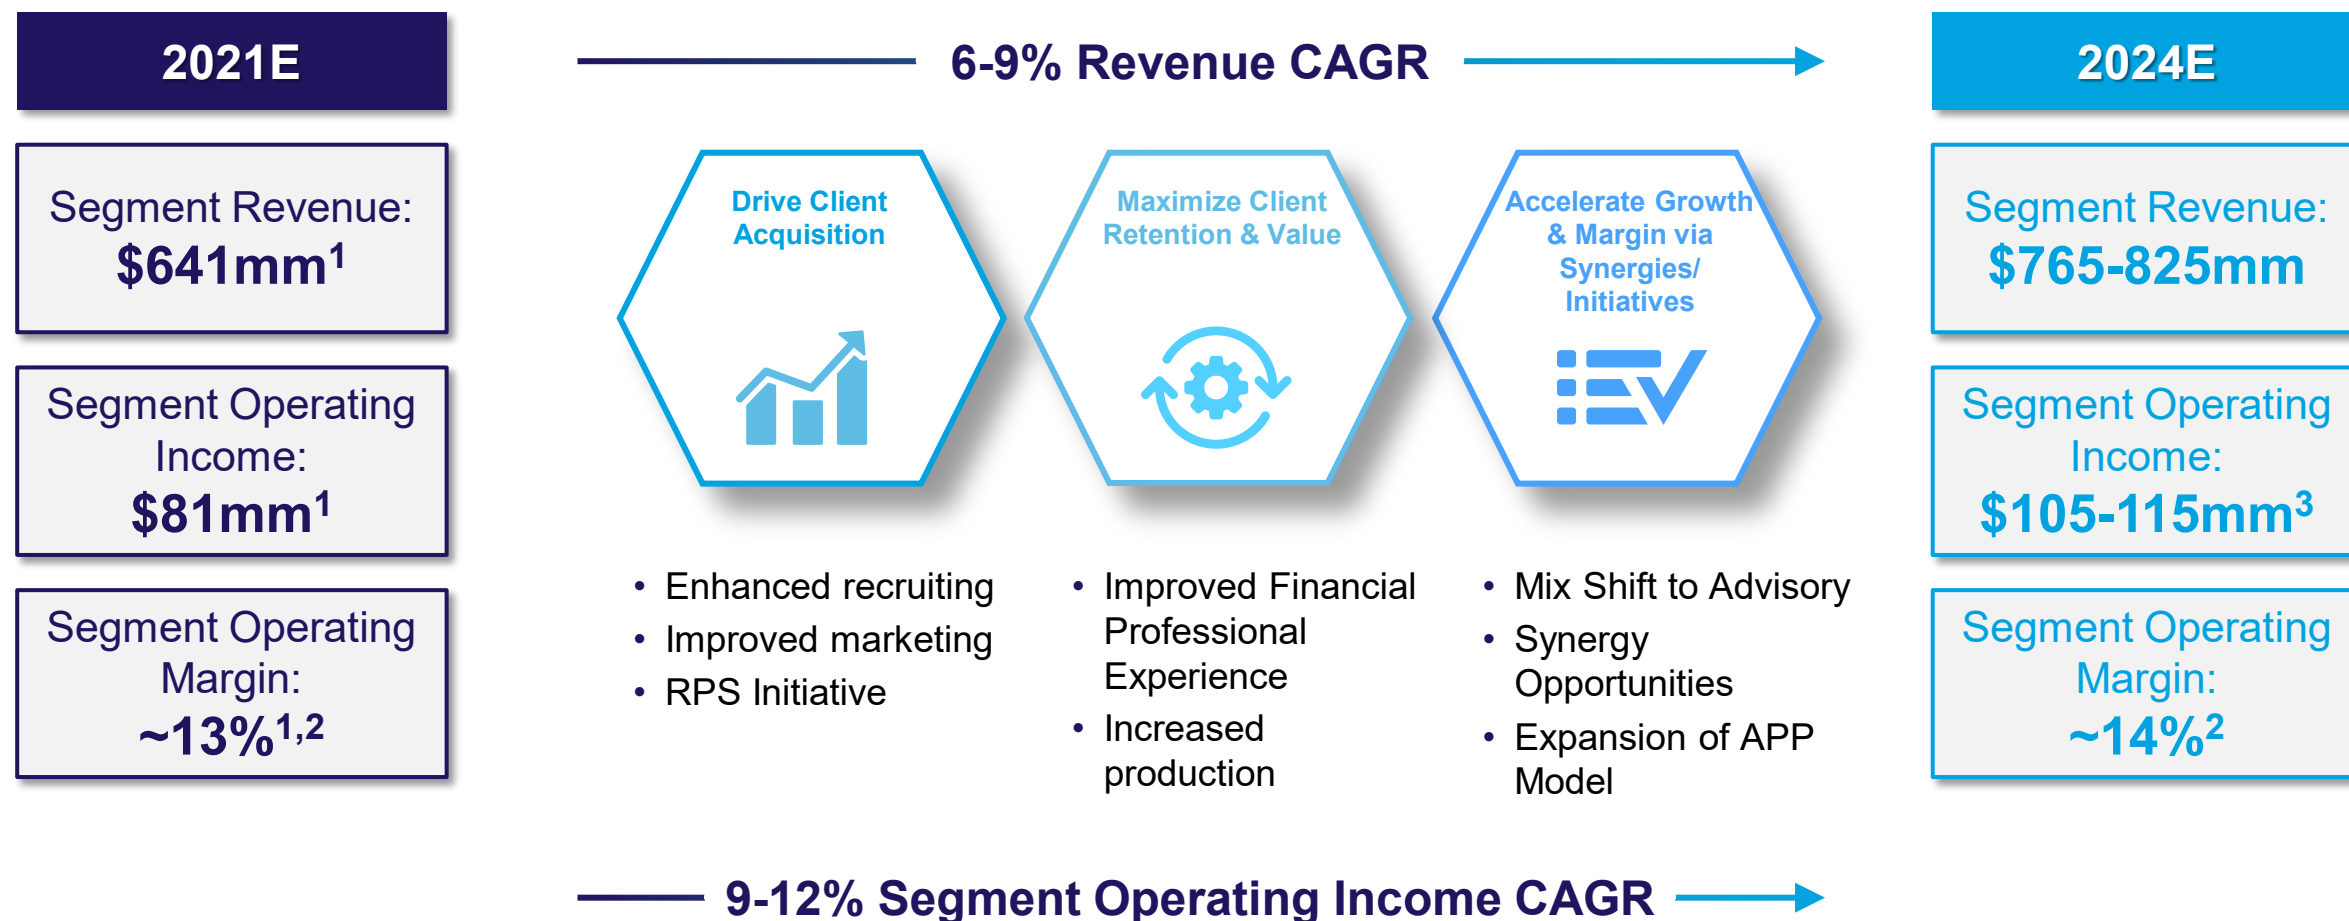 2021E
6-9% Revenue CAGR
2024E
Segment Revenue:
$641mm¹
Segment Operating
Income:
$81mm¹
Segment Operating
Margin:
~13%¹,²
Drive Client
Acquisition
Maximize Client
Retention & Value
Accelerate Growth
& Margin via
Synergies/
Initiatives
• Enhanced recruiting
• Improved marketing
• RPS Initiative
• Improved Financial
Professional
Experience
• Increased
production
• Mix Shift to Advisory
• Synergy
Opportunities
• Expansion of APP
Model
Segment Revenue:
$765-825mm
Segment Operating
Income:
$105-115mm³
Segment Operating
Margin:
~14%²
9-12% Segment Operating Income CAGR